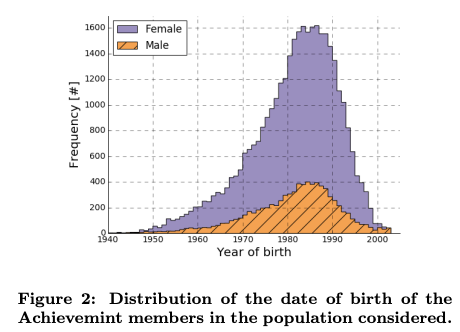 1600
1400
1200
1000
800
600
400
200
0
Frequency [#]
Female
Male
1940 1950 1960 1970 1980 1990 2000
Year of birth
Figure 2: Distribution of the date of birth of the
Achievemint members in the population considered.